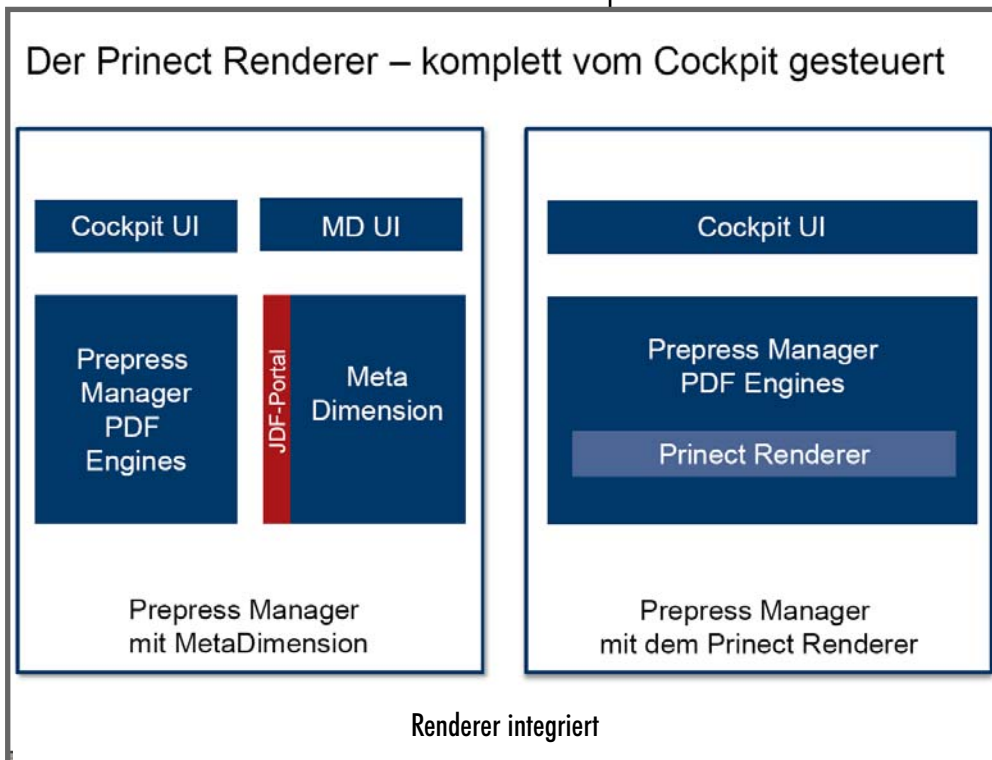 Der Prinect Renderer – komplett vom Cockpit gesteuert
Cockpit UI
MD UI
Prepress
Manager
PDF
Engines
JDF-Portal
Meta
Dimension
Prepress Manager
mit MetaDimension
Cockpit UI
Prepress Manager
PDF Engines
Prinect Renderer
Prepress Manager
mit dem Prinect Renderer
Renderer integriert